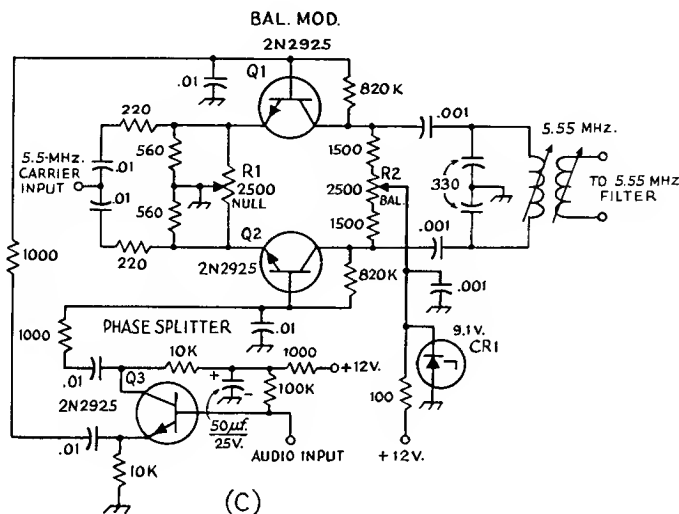 BAL. MOD.
2N2925
.01
Q1
820K
.001
220
5.5-MHZ.
CARRIER
INPUT
.01
.01
560
560
R1
2500
NULL
1500
R2
2500
BAL.
1500
330
5.55 MHZ.
TO 5.55 MHZ
FILTER
220
Q2
2N2925
.001
1000
820K
.001
1000
PHASE SPLITTER
.01
9.1V.
CR1
10K
1000
+12V.
.01
Q3
2N2925
+
-
100K
100
50µf.
25V.
.01
AUDIO INPUT
+12V.
10K
(C)